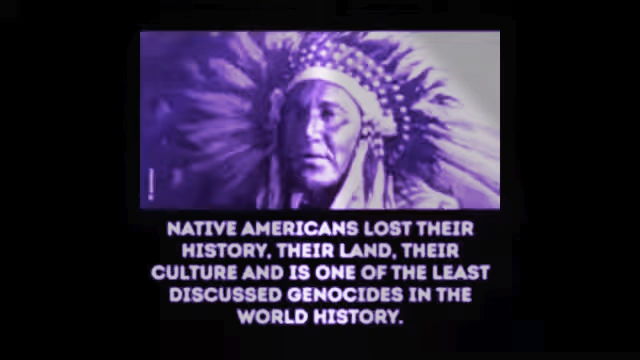 NATIVE AMERICANS LOST THEIR
HISTORY, THEIR LAND, THEIR
CULTURE AND IS ONE OF THE LEAST
DISCUSSED GENOCIDES IN THE
WORLD HISTORY.